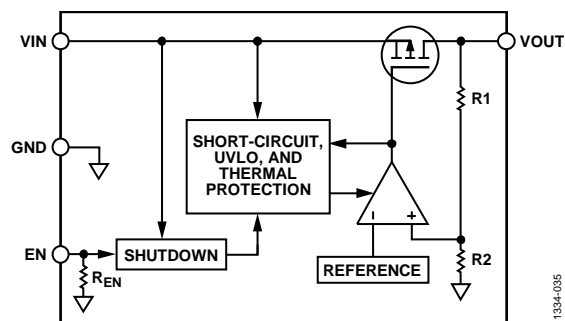 VIN
VOUT
R1
GND
SHORT-CIRCUIT,
UVLO, AND
THERMAL
PROTECTION
EN
SHUTDOWN
REN
– +
REFERENCE
R2
1334-035